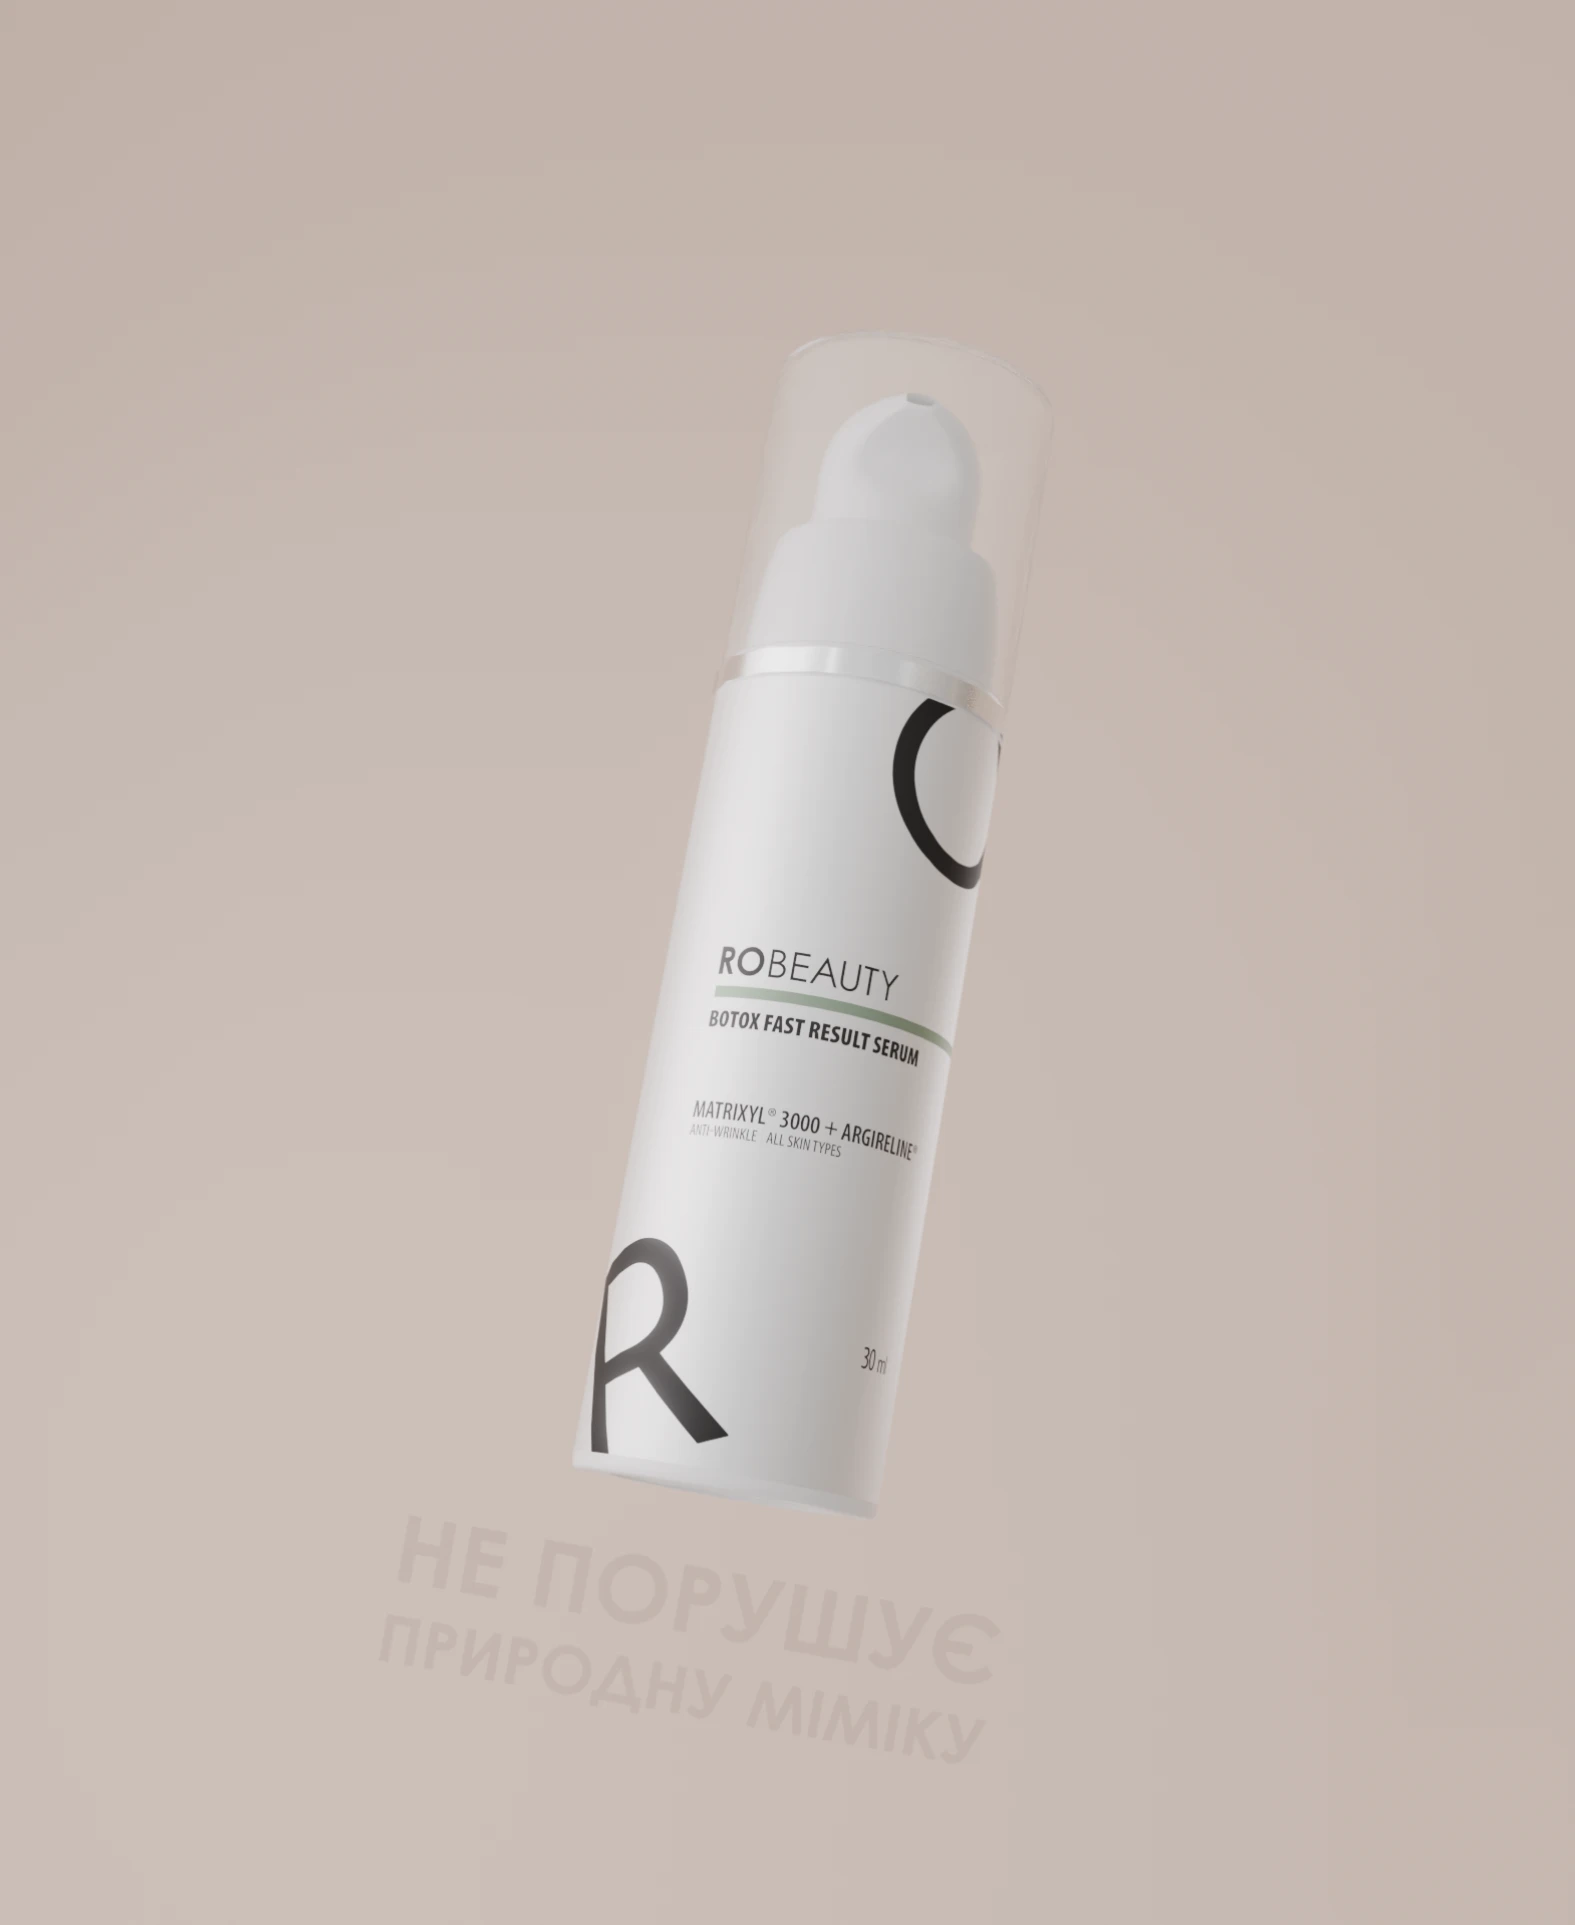 ROBEAUTY
BOTOX FAST RESULT SERUM
MATRIXYL® 3000 + ARGIRELINE®
ANTI-WRINKLE ALL SKIN TYPES
R
O
30 ml
НЕ ПОРУШУЄ
ПРИРОДНУ МІМІКУ